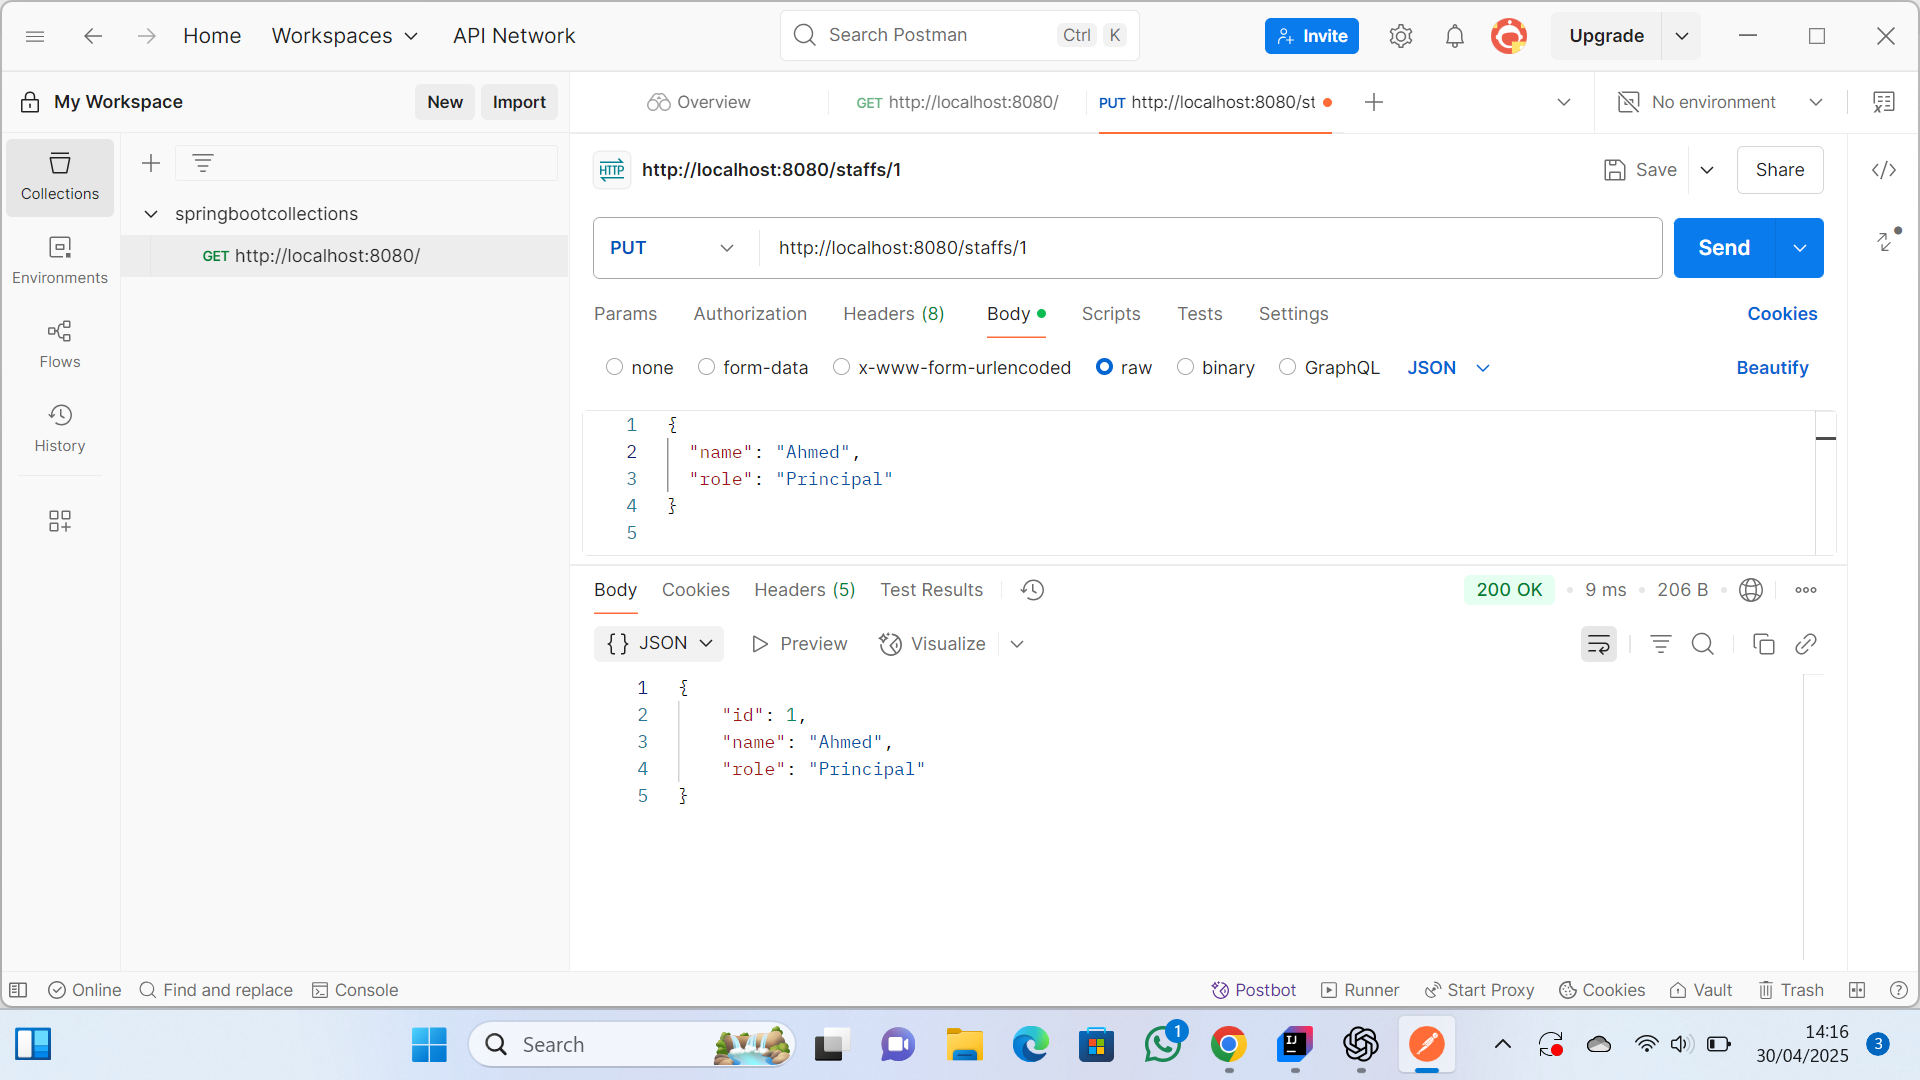 Home Workspaces API Network Search Postman Ctrl K Invite Upgrade
My Workspace New Import Overview GET http://localhost:8080/ PUT http://localhost:8080/st No environment
Collections
Environments
Flows
History
springbootcollections
GET http://localhost:8080/
HTTP http://localhost:8080/staffs/1 Save Share
PUT http://localhost:8080/staffs/1 Send
Params Authorization Headers (8) Body Scripts Tests Settings Cookies
none form-data x-www-form-urlencoded raw binary GraphQL JSON Beautify
1 {
2 "name": "Ahmed",
3 "role": "Principal"
4 }
5
Body Cookies Headers (5) Test Results 200 OK 9 ms 206 B
{} JSON Preview Visualize
1 {
2 "id": 1,
3 "name": "Ahmed",
4 "role": "Principal"
5 }
Online Find and replace Console Postbot Runner Start Proxy Cookies Vault Trash
Search 1 IJ 14:16 3
30/04/2025